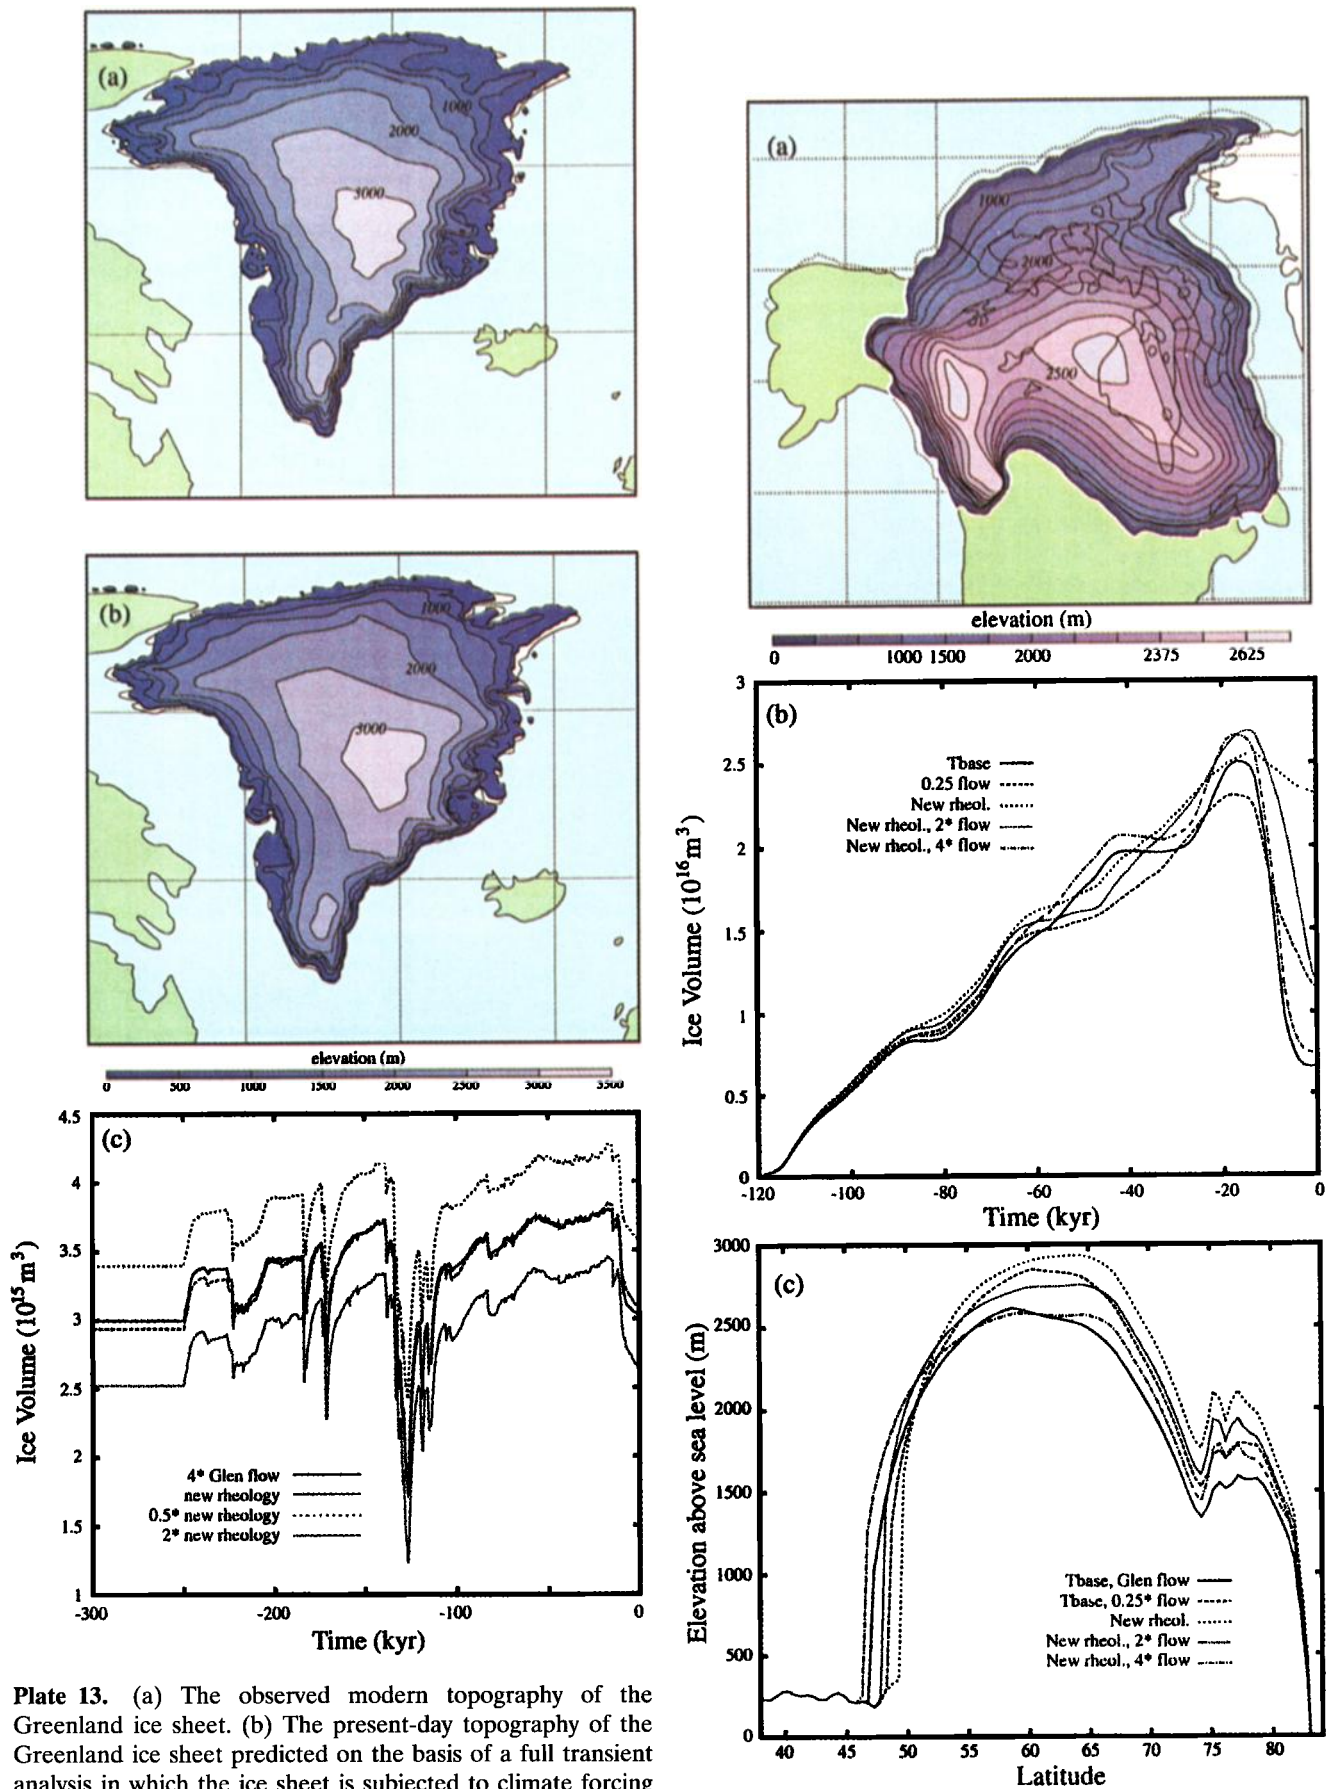 (a)
1000
2000
3000
(b)
1000
2000
3000
elevation (m)
0 500 1000 1500 2000 2500 3000 3500
(c)
4.5
4
3.5
3
2.5
2
1.5
1
Ice Volume (10¹⁵ m³)
4* Glen flow
new rheology
0.5* new rheology
2* new rheology
-300 -200 -100 0
Time (kyr)
Plate 13. (a) The observed modern topography of the
Greenland ice sheet. (b) The present-day topography of the
Greenland ice sheet predicted on the basis of a full transient
analysis in which the ice sheet is subjected to climate forcing
(a)
1000
2000
2500
elevation (m)
0 1000 1500 2000 2375 2625
(b)
3
2.5
2
1.5
1
0.5
0
Ice Volume (10¹⁶ m³)
Tbase
0.25 flow
New rheol.
New rheol., 2* flow
New rheol., 4* flow
-120 -100 -80 -60 -40 -20 0
Time (kyr)
(c)
3000
2500
2000
1500
1000
500
0
Elevation above sea level (m)
Tbase, Glen flow
Tbase, 0.25* flow
New rheol.
New rheol., 2* flow
New rheol., 4* flow
40 45 50 55 60 65 70 75 80
Latitude